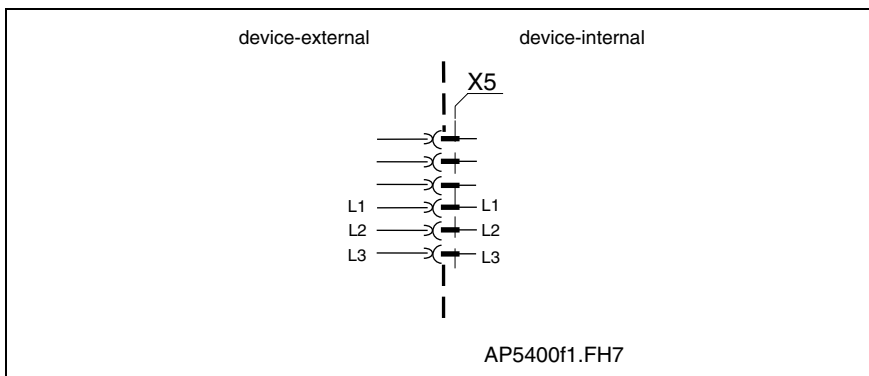 device-external device-internal
X5
L1 L1
L2 L2
L3 L3
AP5400f1.FH7